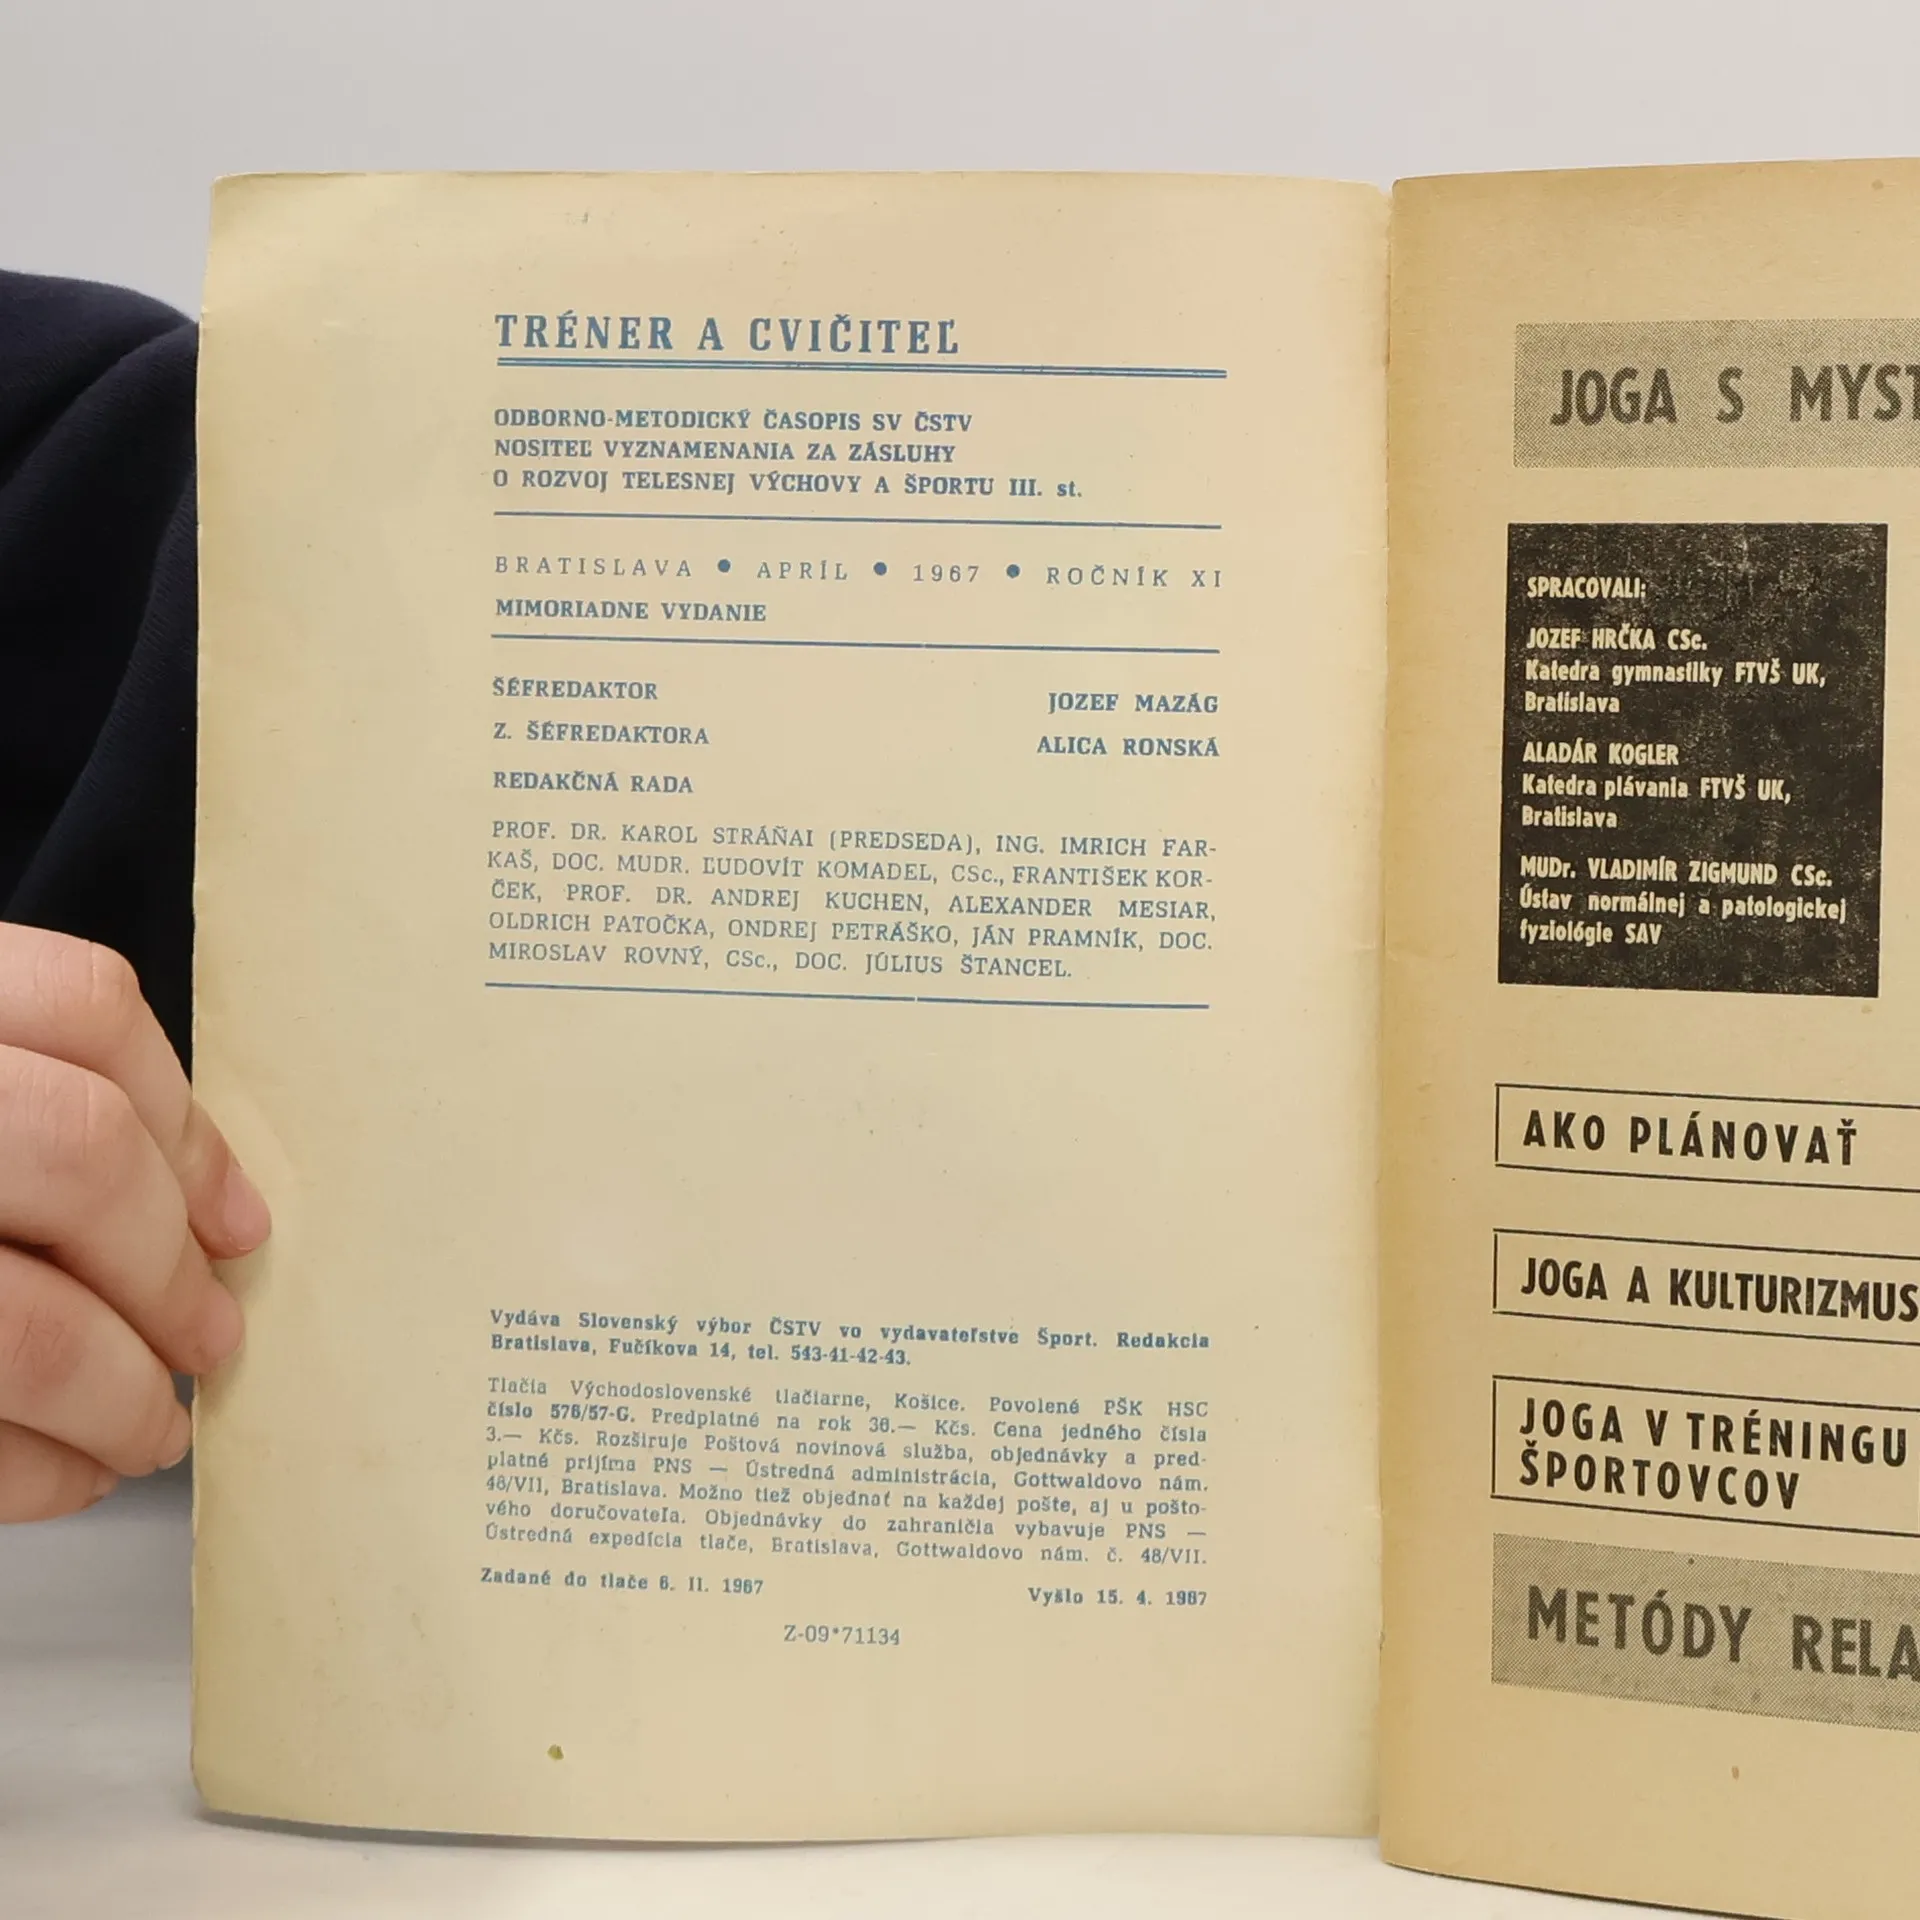 TRÉNER A CVIČITEĽ
ODBORNO-METODICKÝ ČASOPIS SV ČSTV
NOSITEĽ VYZNAMENANIA ZA ZÁSLUHY
O ROZVOJ TELESNEJ VÝCHOVY A ŠPORTU III. st.
BRATISLAVA ● APRÍL ● 1967 ● ROČNÍK XI
MIMORIADNE VYDANIE
ŠÉFREDAKTOR JOZEF MAZÁG
Z. ŠÉFREDAKTORA ALICA RONSKÁ
REDAKČNÁ RADA
PROF. DR. KAROL STRÁŇAI (PREDSEDA), ING. IMRICH FAR-
KAŠ, DOC. MUDR. ĽUDOVÍT KOMADEL, CSc., FRANTIŠEK KOR-
ČEK, PROF. DR. ANDREJ KUCHEN, ALEXANDER MESIAR,
OLDRICH PATOČKA, ONDREJ PETRÁŠKO, JÁN PRAMNÍK, DOC.
MIROSLAV ROVNÝ, CSc., DOC. JÚLIUS ŠTANCEL.
Vydáva Slovenský výbor ČSTV vo vydavateľstve Šport. Redakcia
Bratislava, Fučíkova 14, tel. 543-41-42-43.
Tlačia Východoslovenské tlačiarne, Košice. Povolené PŠK HSC
číslo 576/57-G. Predplatné na rok 36.— Kčs. Cena jedného čísla
3.— Kčs. Rozširuje Poštová novinová služba, objednávky a pred-
platné prijíma PNS — Ústredná administrácia, Gottwaldovo nám.
48/VII, Bratislava. Možno tiež objednať na každej pošte, aj u pošto-
vého doručovateľa. Objednávky do zahraničia vybavuje PNS —
Ústredná expedícia tlače, Bratislava, Gottwaldovo nám. č. 48/VII.
Zadané do tlače 6. II. 1967 Vyšlo 15. 4. 1967
Z-09*71134
JOGA S MYST
SPRACOVALI:
JOZEF HRČKA CSc.
Katedra gymnastiky FTVŠ UK,
Bratislava
ALADÁR KOGLER
Katedra plávania FTVŠ UK,
Bratislava
MUDr. VLADIMÍR ZIGMUND CSc.
Ústav normálnej a patologickej
fyziológie SAV
AKO PLÁNOVAŤ
JOGA A KULTURIZMUS
JOGA V TRÉNINGU
ŠPORTOVCOV
METÓDY RELA